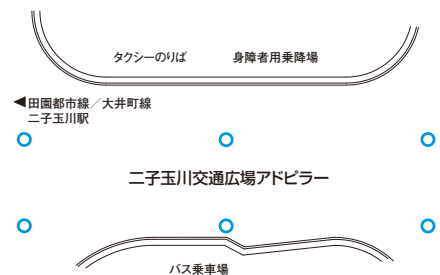 タクシーのりば
身障者用乗降場
◀田園都市線／大井町線
二子玉川駅
二子玉川交通広場アドピラー
バス乗車場